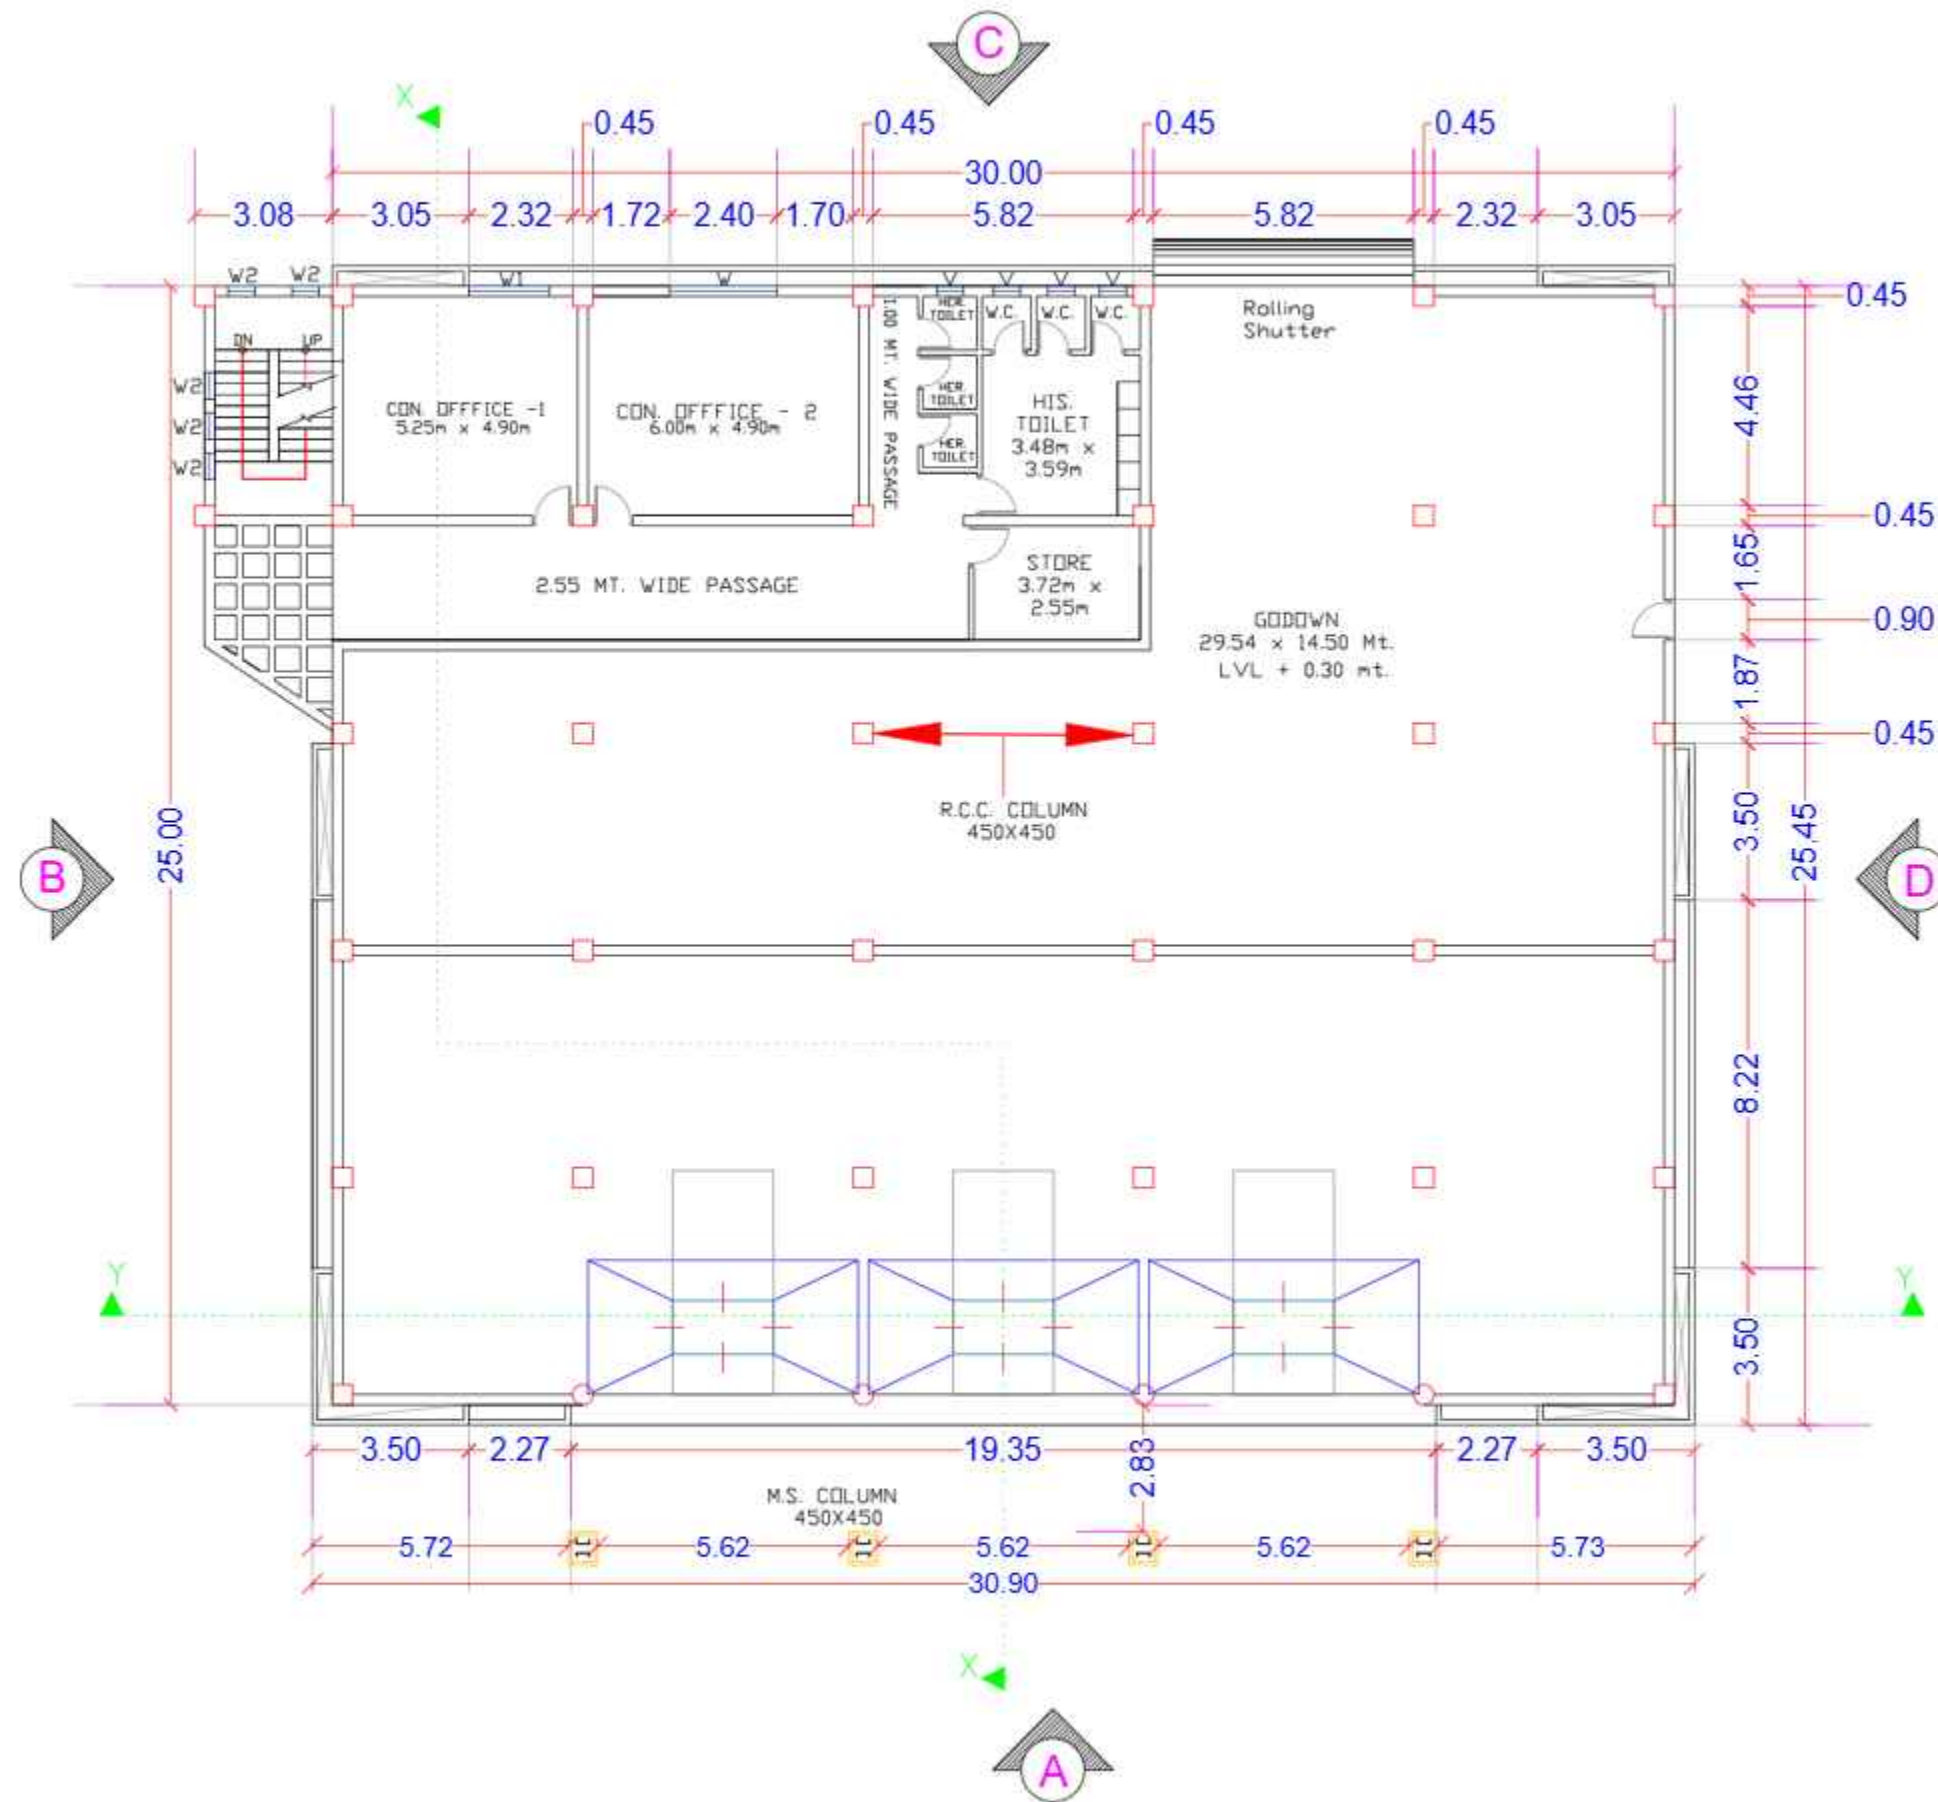 C
X
0.45 0.45 0.45 0.45
30.00
3.08 3.05 2.32 1.72 2.40 1.70 5.82 5.82 2.32 3.05
W2 W2 W1 W V V V V
0.45
HER
TOILET
W.C. W.C. W.C.
Rolling
Shutter
DN UP
1.00 MT. WIDE PASSAGE
W2
W2
W2
CON. OFFFICE -1
5.25m x 4.90m
CON. OFFFICE - 2
6.00m x 4.90m
HER
TOILET
HER
TOILET
HIS.
TOILET
3.48m x
3.59m
4.46
0.45
1.65
2.55 MT. WIDE PASSAGE
STORE
3.72m x
2.55m
GODOWN
29.54 x 14.50 Mt.
LVL + 0.30 mt.
0.90
1.87
0.45
R.C.C. COLUMN
450X450
25.00
3.50
25.45
B
D
8.22
Y
Y
3.50
3.50 2.27 19.35 2.83 2.27 3.50
M.S. COLUMN
450X450
5.72 5.62 5.62 5.62 5.73
30.90
X
A